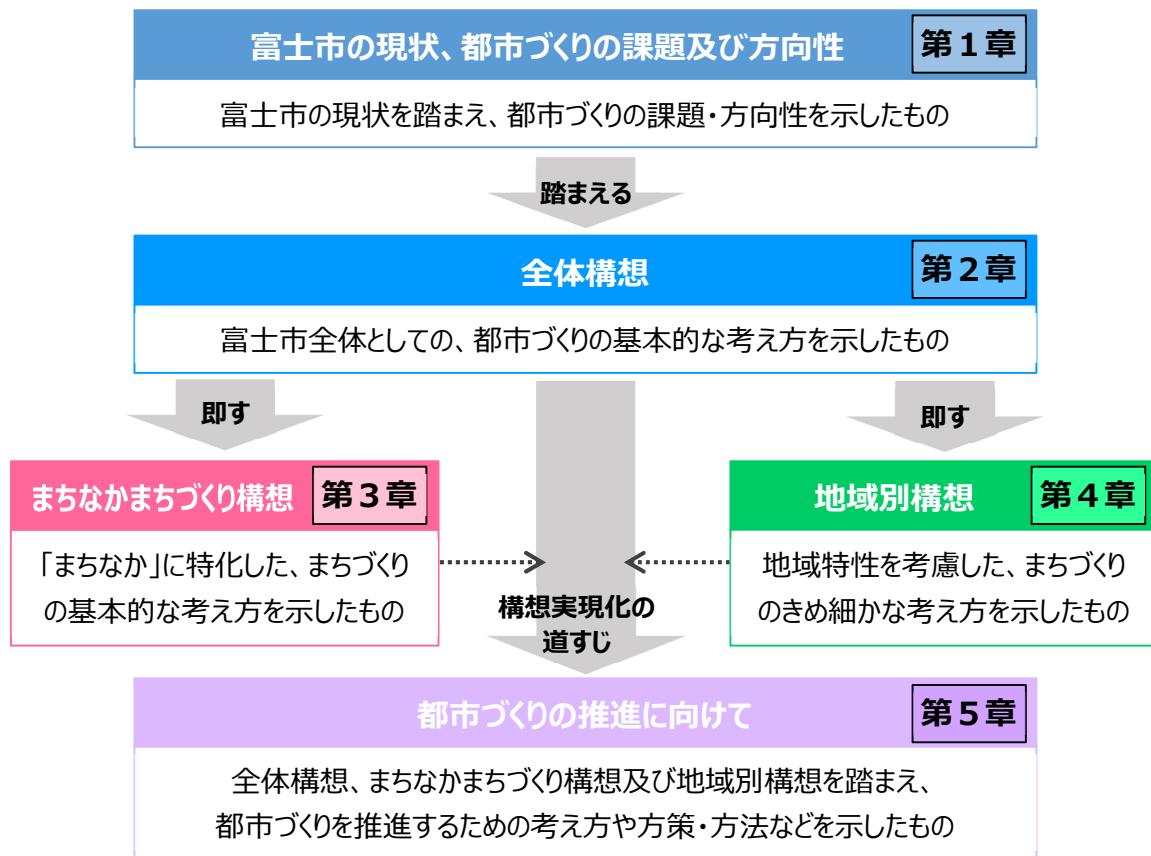 富士市の現状、都市づくりの課題及び方向性
第1章
富士市の現状を踏まえ、都市づくりの課題・方向性を示したもの
踏まえる
全体構想
第2章
富士市全体としての、都市づくりの基本的な考え方を示したもの
即す
即す
まちなかまちづくり構想
第3章
「まちなか」に特化した、まちづくり
の基本的な考え方を示したもの
地域別構想
第4章
地域特性を考慮した、まちづくり
のきめ細かな考え方を示したもの
構想実現化の
道すじ
都市づくりの推進に向けて
第5章
全体構想、まちなかまちづくり構想及び地域別構想を踏まえ、
都市づくりを推進するための考え方や方策・方法などを示したもの